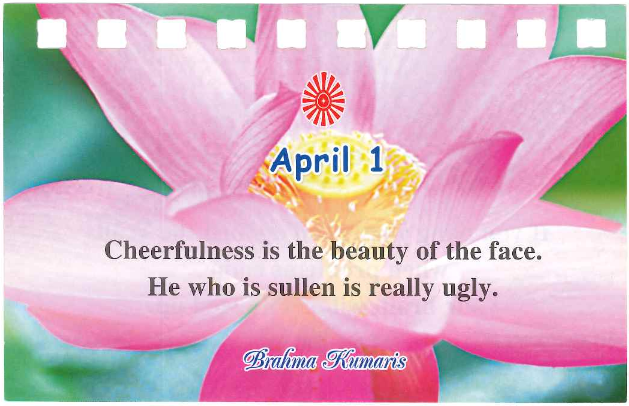 April 1
Cheerfulness is the beauty of the face.
He who is sullen is really ugly.
Brahma Kumaris